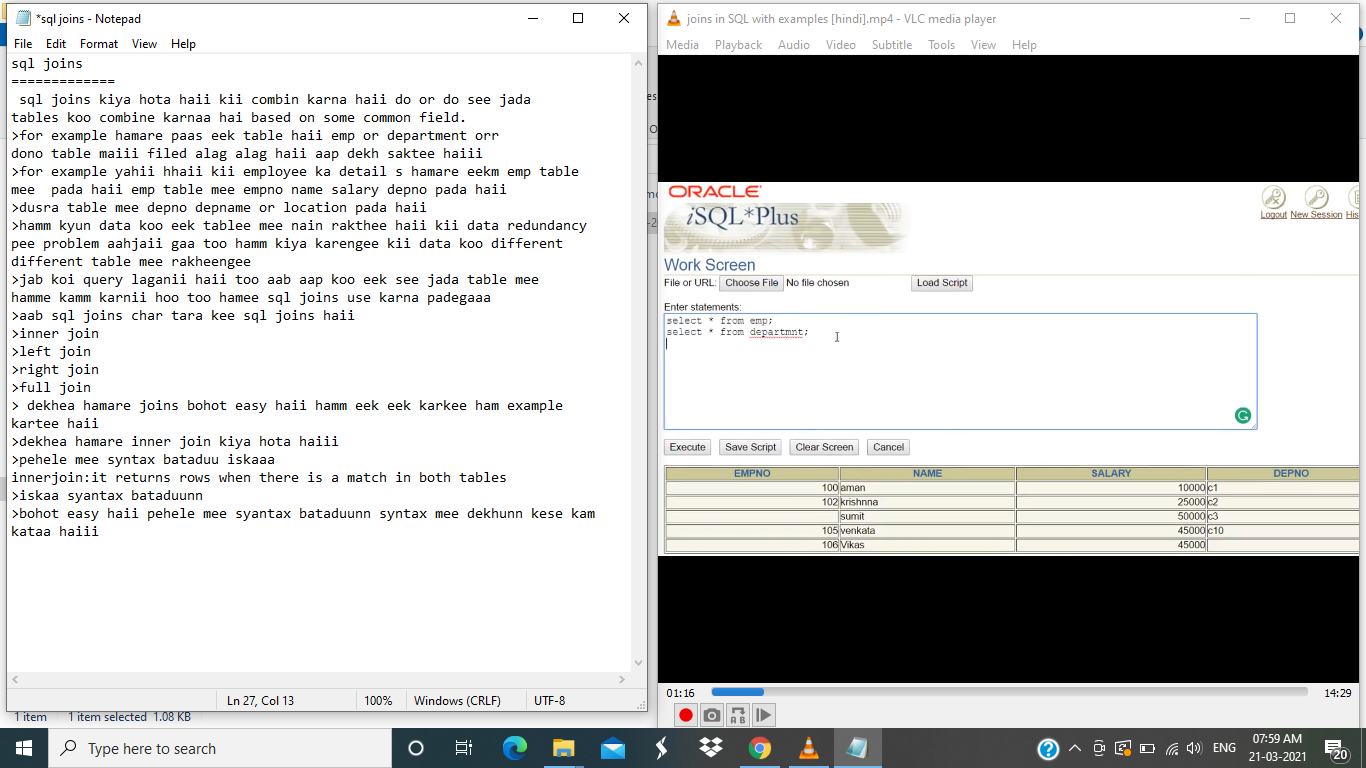 *sql joins - Notepad
File Edit Format View Help
sql joins
=============
sql joins kiya hota haii kii combin karna haii do or do see jada
tables koo combine karnaa hai based on some common field.
>for example hamare paas eek table haii emp or department orr
dono table maiii filed alag alag haii aap dekh saktee haiii
>for example yahii hhaii kii employee ka detail s hamare eekm emp table
mee  pada haii emp table mee empno name salary depno pada haii
>dusra table mee depno depname or location pada haii
>hamm kyun data koo eek tablee mee nain rakthee haii kii data redundancy
pee problem aahjaii gaa too hamm kiya karengee kii data koo different
different table mee rakheengee
>jab koi query laganii haii too aab aap koo eek see jada table mee
hamme kamm karnii hoo too hamee sql joins use karna padegaaa
>aab sql joins char tara kee sql joins haii
>inner join
>left join
>right join
>full join
> dekhea hamare joins bohot easy haii hamm eek eek karkee ham example
kartee haii
>dekhea hamare inner join kiya hota haiii
>pehele mee syntax bataduu iskaaa
innerjoin:it returns rows when there is a match in both tables
>iskaa syantax bataduunn
>bohot easy haii pehele mee syantax bataduunn syntax mee dekhunn kese kam
kataa haiii
Ln 27, Col 13 100% Windows (CRLF) UTF-8
1 item 1 item selected 1.08 KB
joins in SQL with examples [hindi].mp4 - VLC media player
Media Playback Audio Video Subtitle Tools View Help
ORACLE
iSQL*Plus
Logout New Session His
Work Screen
File or URL: Choose File No file chosen Load Script
Enter statements:
select * from emp;
select * from departmnt;
Execute Save Script Clear Screen Cancel
EMPNO NAME SALARY DEPNO
100 aman 10000 c1
102 krishnna 25000 c2
sumit 50000 c3
105 venkata 45000 c10
106 Vikas 45000
01:16 14:29
A B
Type here to search
ENG 07:59 AM
21-03-2021
20